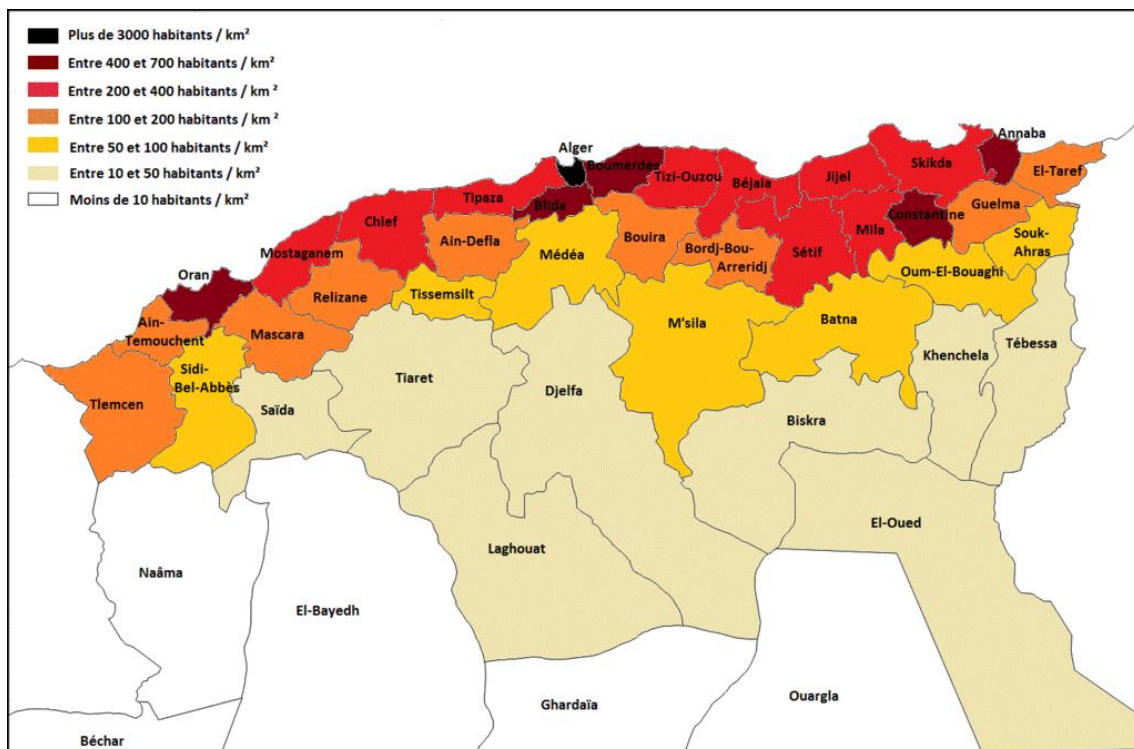 Plus de 3000 habitants / km²
Entre 400 et 700 habitants / km²
Entre 200 et 400 habitants / km ²
Entre 100 et 200 habitants / km ²
Entre 50 et 100 habitants / km²
Entre 10 et 50 habitants / km²
Moins de 10 habitants / km²
Alger
Annaba
Boumerdes
Skikda
Tizi-Ouzou
Béjaia
Jijel
El-Taref
Tipaza
Blida
Constantine
Guelma
Chlef
Mila
Souk-
Ahras
Mostaganem
Ain-Defla
Bouira
Bordj-Bou-
Arreridj
Sétif
Médéa
Oum-El-Bouaghi
Oran
Relizane
Tissemsilt
Ain-
Temouchent
Mascara
M'sila
Batna
Khenchela
Tébessa
Sidi-
Bel-Abbès
Tiaret
Djelfa
Tlemcen
Saïda
Biskra
El-Oued
Laghouat
Naâma
El-Bayedh
Ghardaïa
Ouargla
Béchar